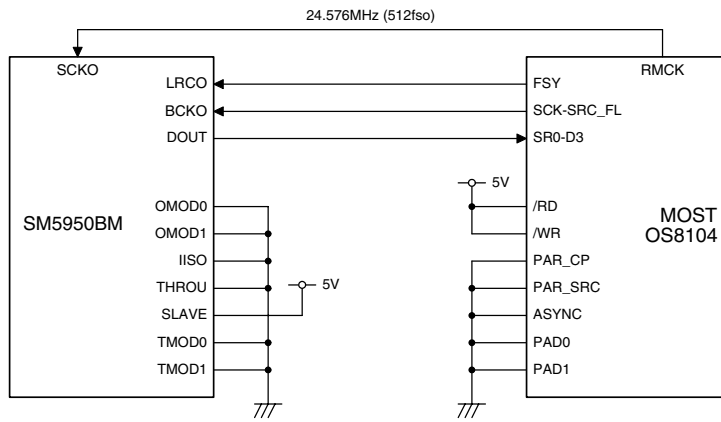 24.576MHz (512fso)
SCKO
RMCK
LRCO
FSY
BCKO
SCK-SRC_FL
DOUT
SR0-D3
5V
SM5950BM
OMOD0
/RD
MOST
OS8104
OMOD1
/WR
IISO
PAR_CP
THROU
5V
PAR_SRC
SLAVE
ASYNC
TMOD0
PAD0
TMOD1
PAD1